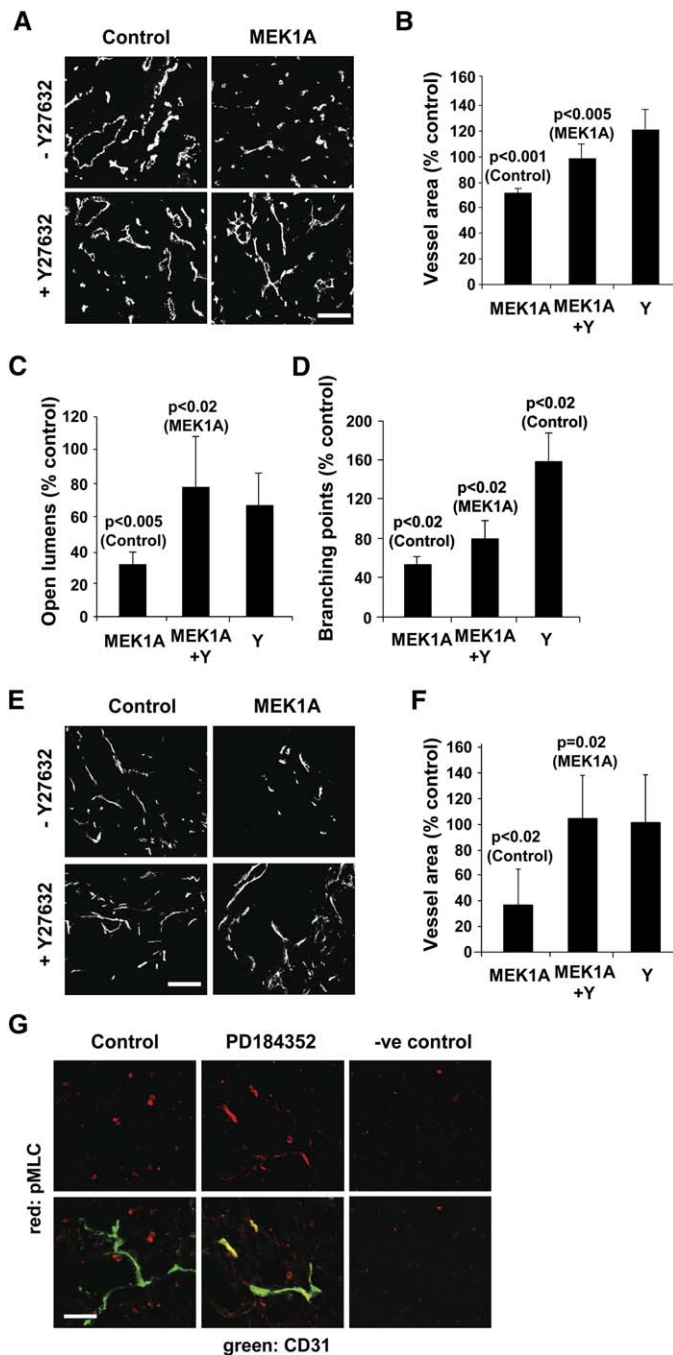 A
Control MEK1A
- Y27632
+ Y27632
B
Vessel area (% control)
160
140
120
100
80
60
40
20
0
p<0.001
(Control)
p<0.005
(MEK1A)
MEK1A MEK1A +Y Y
C
Open lumens (% control)
120
100
80
60
40
20
0
p<0.005
(Control)
p<0.02
(MEK1A)
MEK1A MEK1A +Y Y
D
Branching points (% control)
200
160
120
80
40
0
p<0.02
(Control)
p<0.02
(MEK1A)
p<0.02
(Control)
MEK1A MEK1A +Y Y
E
Control MEK1A
- Y27632
+ Y27632
F
Vessel area (% control)
160
140
120
100
80
60
40
20
0
p<0.02
(Control)
p=0.02
(MEK1A)
MEK1A MEK1A +Y Y
G
Control PD184352 -ve control
red: pMLC
green: CD31